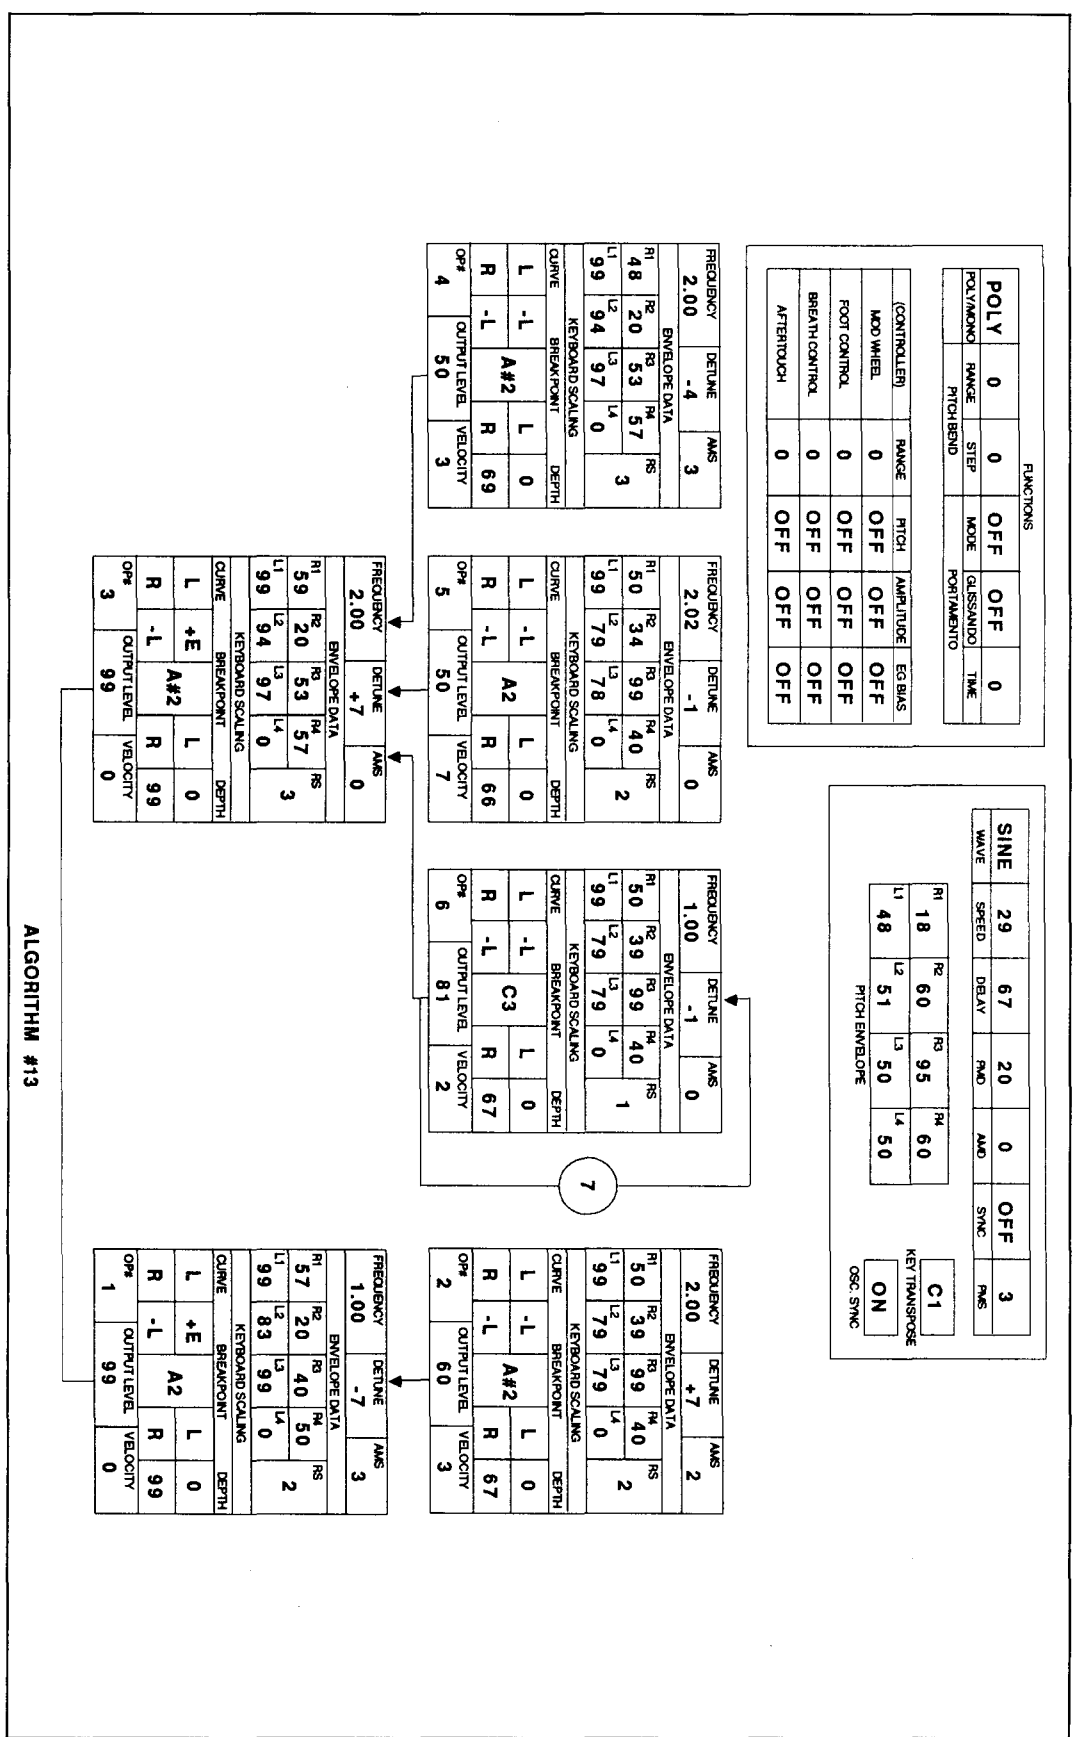 FUNCTIONS
POLY 0 0 OFF OFF 0
POLY/MONO RANGE STEP MODE GLISSANDO TIME
PITCH BEND PORTAMENTO
(CONTROLLER) RANGE PITCH AMPLITUDE EG BIAS
MOD WHEEL 0 OFF OFF OFF
FOOT CONTROL 0 OFF OFF OFF
BREATH CONTROL 0 OFF OFF OFF
AFTERTOUCH 0 OFF OFF OFF
SINE 29 67 20 0 OFF 3
WAVE SPEED DELAY PMD AMD SYNC PMS
R1 18 R2 60 R3 95 R4 60
L1 48 L2 51 L3 50 L4 50
PITCH ENVELOPE
C1
KEY TRANSPOSE
ON
OSC. SYNC
FREQUENCY DETUNE AMS
2.00 -4 3
ENVELOPE DATA
R1 48 R2 20 R3 53 R4 57 RS 3
L1 99 L2 94 L3 97 L4 0
KEYBOARD SCALING
CURVE BREAKPOINT DEPTH
L -L A#2 L 0
R -L R 69
OP# OUTPUT LEVEL VELOCITY
4 50 3
FREQUENCY DETUNE AMS
2.02 -1 0
ENVELOPE DATA
R1 50 R2 34 R3 99 R4 40 RS 2
L1 99 L2 79 L3 78 L4 0
KEYBOARD SCALING
CURVE BREAKPOINT DEPTH
L -L A2 L 0
R -L R 66
OP# OUTPUT LEVEL VELOCITY
5 50 7
FREQUENCY DETUNE AMS
1.00 -1 0
ENVELOPE DATA
R1 50 R2 39 R3 99 R4 40 RS 1
L1 99 L2 79 L3 79 L4 0
KEYBOARD SCALING
CURVE BREAKPOINT DEPTH
L -L C3 L 0
R -L R 67
OP# OUTPUT LEVEL VELOCITY
6 81 2
7
FREQUENCY DETUNE AMS
2.00 +7 2
ENVELOPE DATA
R1 50 R2 39 R3 99 R4 40 RS 2
L1 99 L2 79 L3 79 L4 0
KEYBOARD SCALING
CURVE BREAKPOINT DEPTH
L -L A#2 L 0
R -L R 67
OP# OUTPUT LEVEL VELOCITY
2 60 3
FREQUENCY DETUNE AMS
2.00 +7 0
ENVELOPE DATA
R1 59 R2 20 R3 53 R4 57 RS 3
L1 99 L2 94 L3 97 L4 0
KEYBOARD SCALING
CURVE BREAKPOINT DEPTH
L +E A#2 L 0
R -L R 99
OP# OUTPUT LEVEL VELOCITY
3 99 0
FREQUENCY DETUNE AMS
1.00 -7 3
ENVELOPE DATA
R1 57 R2 20 R3 40 R4 50 RS 2
L1 99 L2 83 L3 99 L4 0
KEYBOARD SCALING
CURVE BREAKPOINT DEPTH
L +E A2 L 0
R -L R 99
OP# OUTPUT LEVEL VELOCITY
1 99 0
ALGORITHM #13